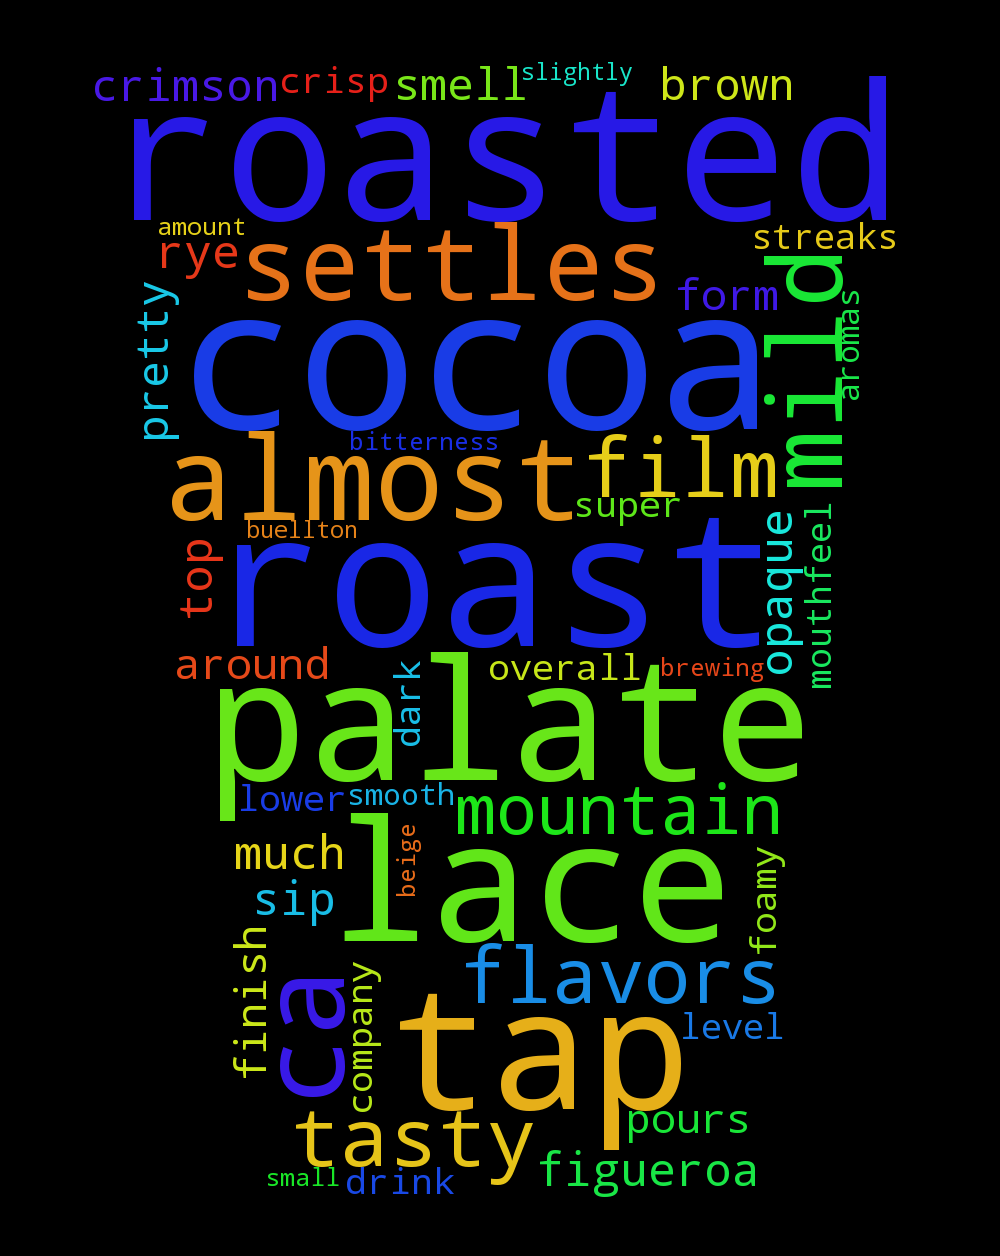 crimson crisp smell slightly brown
roasted
amount
rye settles streaks
form
pretty
cocoa
mild
aromas
bitterness
almost film
super
buellton
top
roast
opaque
mouthfeel
around dark overall brewing
palate
lower smooth mountain
much
beige
lace
sip
foamy
finish
ca
company
flavors
tap
level
tasty pours
figueroa
small drink